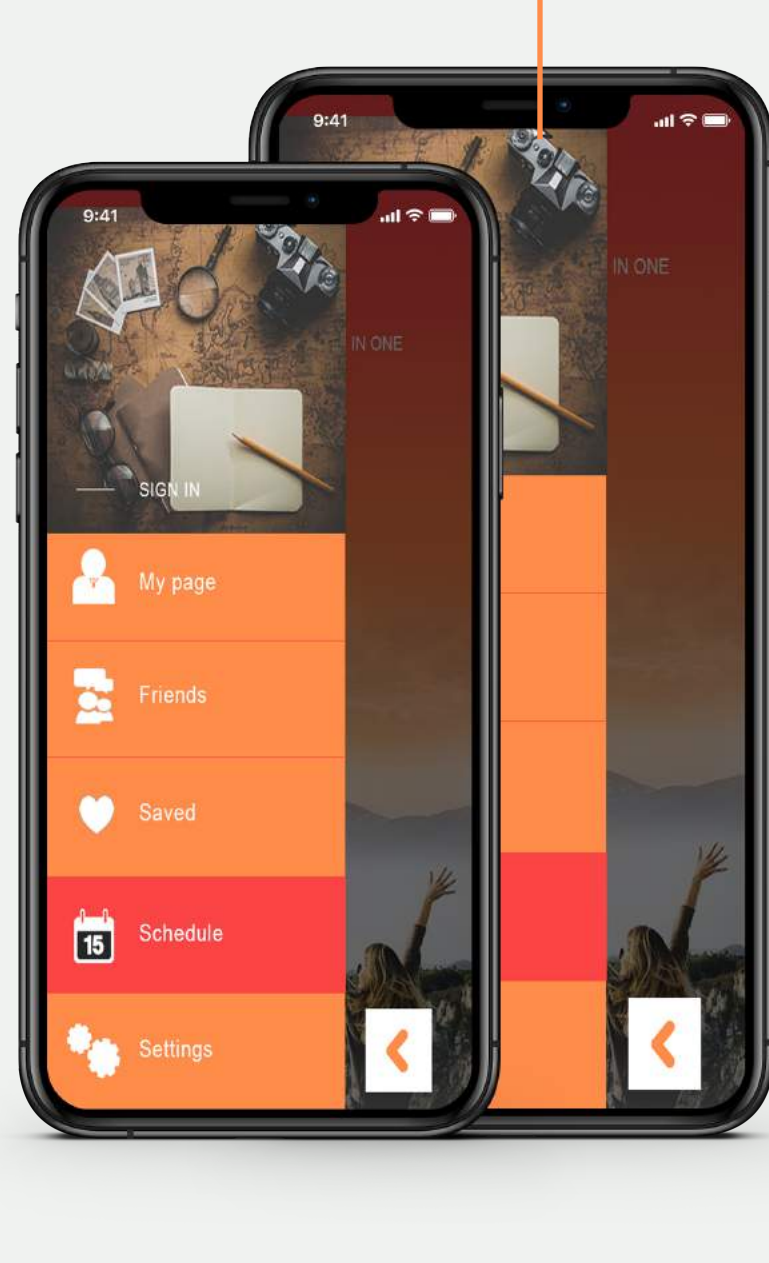 9:41
IN ONE
9:41
IN ONE
SIGN IN
My page
Friends
Saved
15
Schedule
Settings